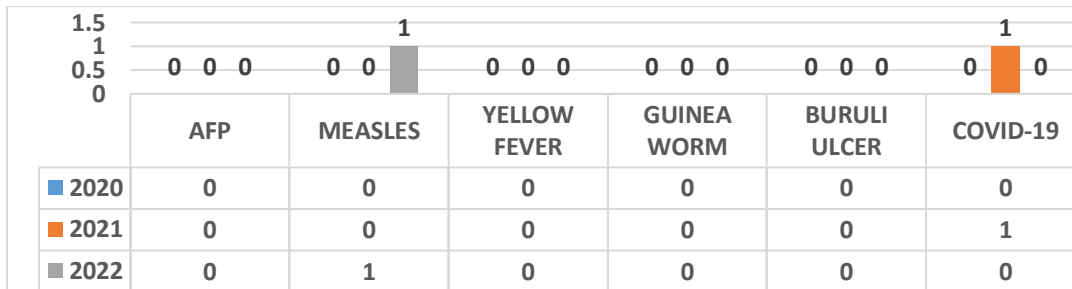 1.5
1
0.5
0
0 0 0 0 0 1 0 0 0 0 0 0 0 0 0 0 1 0
AFP MEASLES YELLOW FEVER GUINEA WORM BURULI ULCER COVID-19
2020 0 0 0 0 0 0
2021 0 0 0 0 0 1
2022 0 1 0 0 0 0